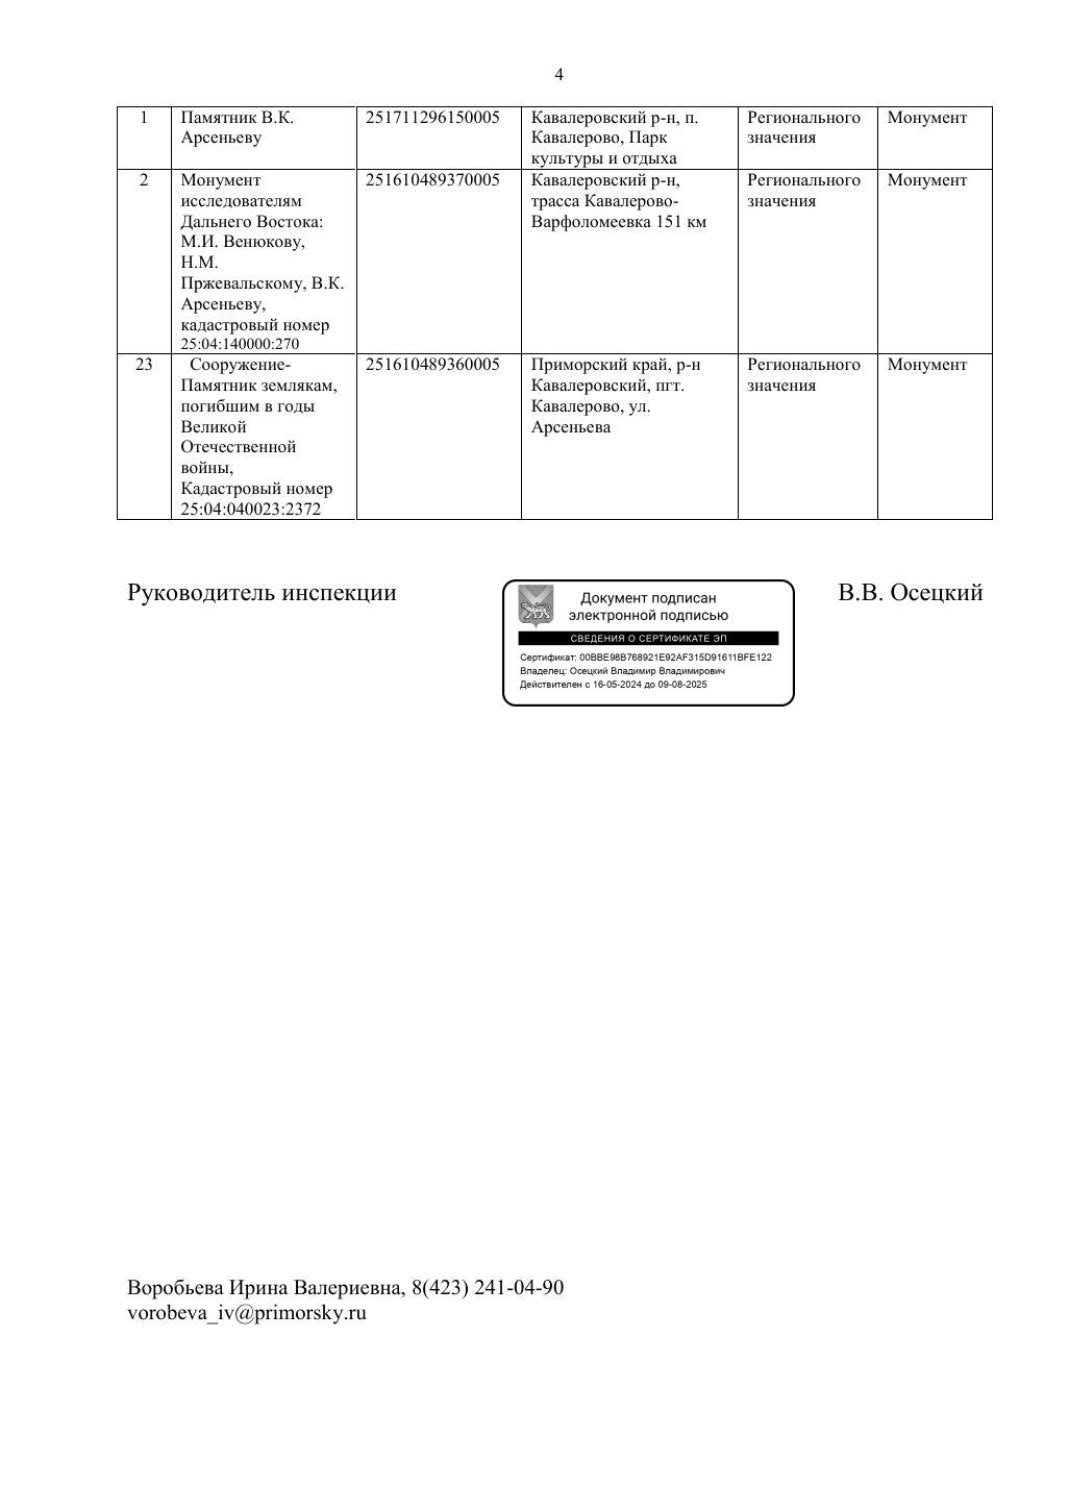 4
1
Памятник В.К.
Арсеньеву
251711296150005
Кавалеровский р-н, п.
Кавалерово, Парк
культуры и отдыха
Регионального
значения
Монумент
2
Монумент
исследователям
Дальнего Востока:
М.И. Венюкову,
Н.М.
Пржевальскому, В.К.
Арсеньеву,
кадастровый номер
25:04:140000:270
251610489370005
Кавалеровский р-н,
трасса Кавалерово-
Варфоломеевка 151 км
Регионального
значения
Монумент
23
Сооружение-
Памятник землякам,
погибшим в годы
Великой
Отечественной
войны,
Кадастровый номер
25:04:040023:2372
251610489360005
Приморский край, р-н
Кавалеровский, пгт.
Кавалерово, ул.
Арсеньева
Регионального
значения
Монумент
Руководитель инспекции
Документ подписан
электронной подписью
СВЕДЕНИЯ О СЕРТИФИКАТЕ ЭП
Сертификат: 00BBE98B768921E92AF315D91611BFE122
Владелец: Осецкий Владимир Владимирович
Действителен с 16-05-2024 до 09-08-2025
В.В. Осецкий
Воробьева Ирина Валериевна, 8(423) 241-04-90
vorobeva_iv@primorsky.ru